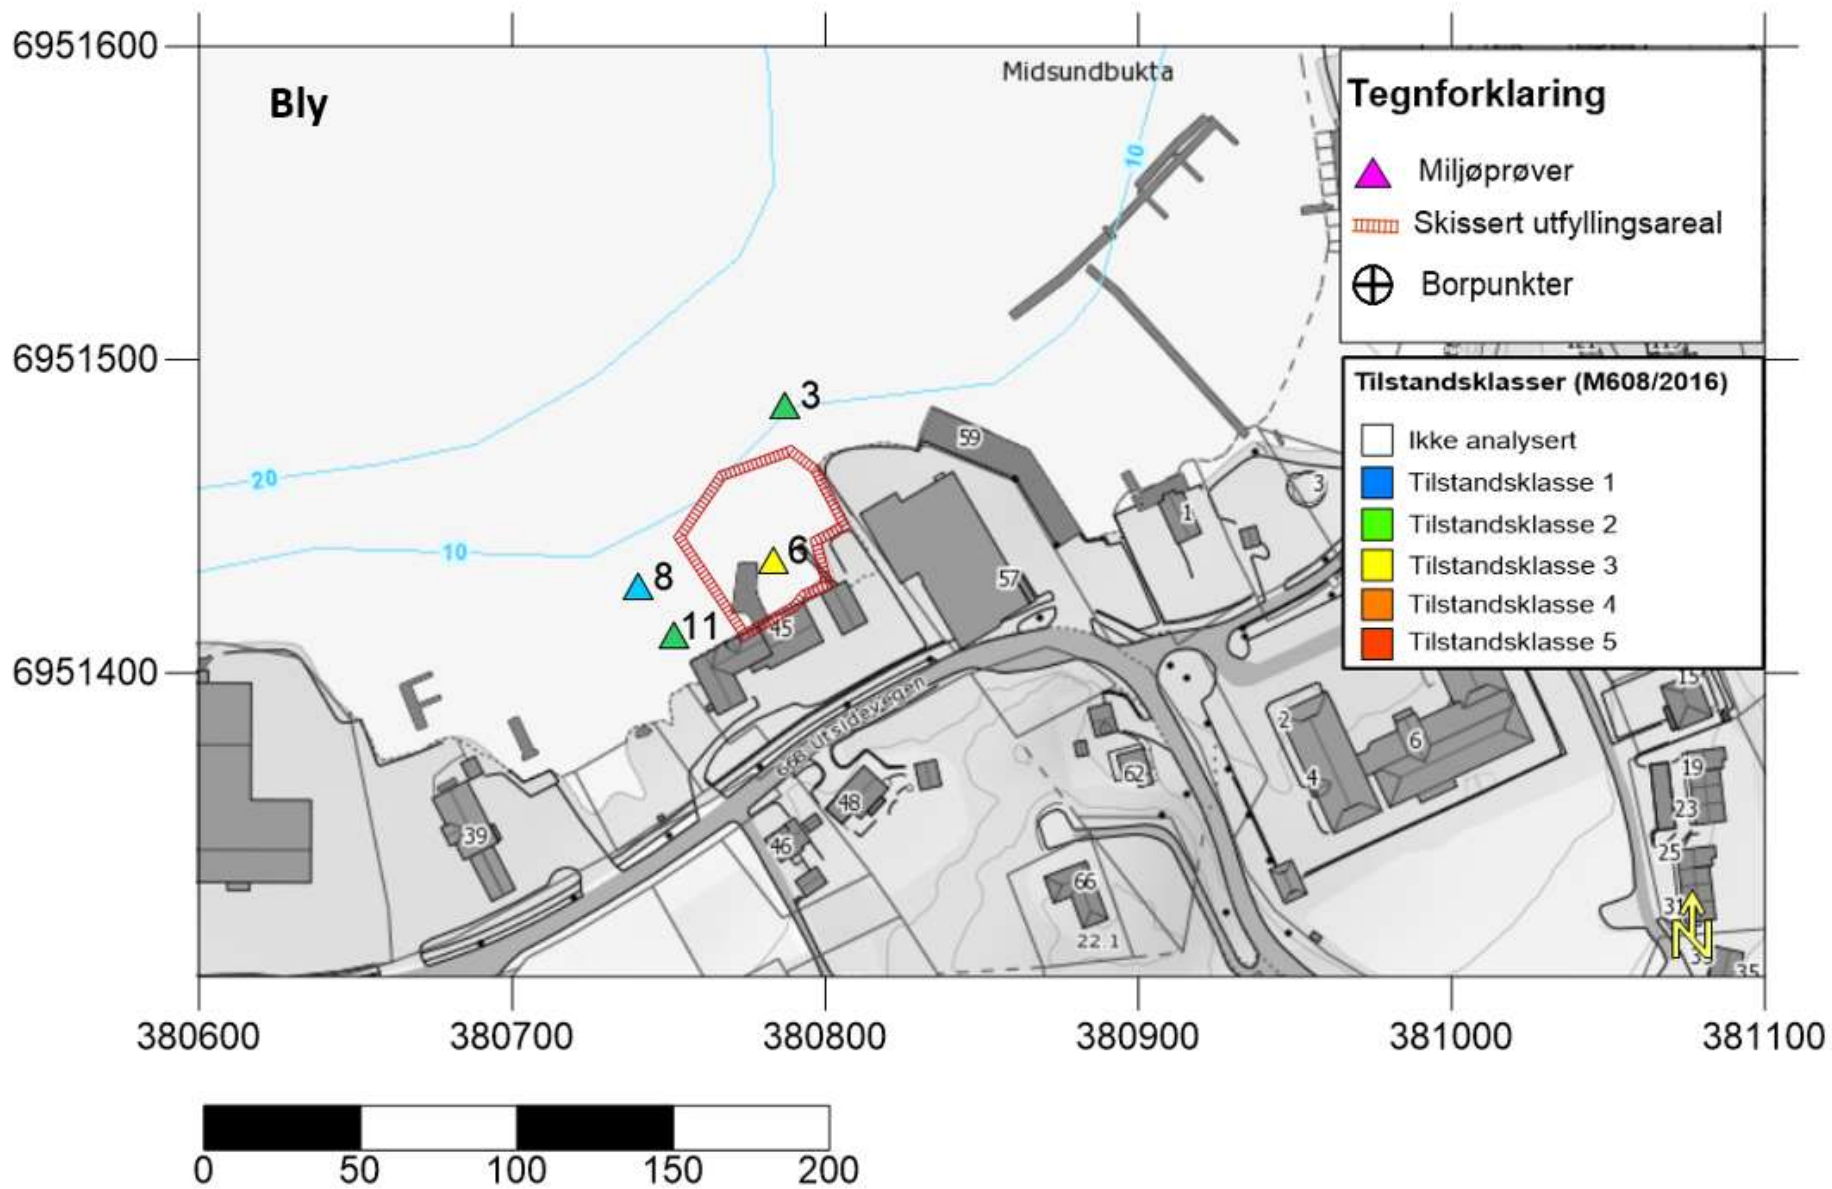 6951600
6951500
6951400
Bly
Midsundbukta
10
20
10
3
6
8
11
59
57
45
1
3
668 Utsidevegen
48
46
39
62
66
22.1
2
4
6
15
19
23
25
31
35
Tegnforklaring
Miljøprøver
Skissert utfyllingsareal
Borpunkter
Tilstandsklasser (M608/2016)
Ikke analysert
Tilstandsklasse 1
Tilstandsklasse 2
Tilstandsklasse 3
Tilstandsklasse 4
Tilstandsklasse 5
N
380600 380700 380800 380900 381000 381100
0 50 100 150 200